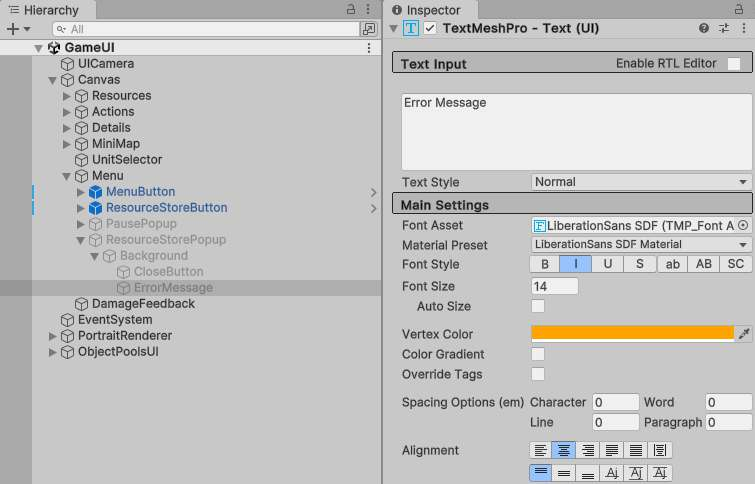 Hierarchy
All
GameUI
UICamera
Canvas
Resources
Actions
Details
MiniMap
UnitSelector
Menu
MenuButton
ResourceStoreButton
PausePopup
ResourceStorePopup
Background
CloseButton
ErrorMessage
DamageFeedback
EventSystem
PortraitRenderer
ObjectPoolsUI
Inspector
TextMeshPro - Text (UI)
Text Input Enable RTL Editor
Error Message
Text Style Normal
Main Settings
Font Asset LiberationSans SDF (TMP_Font A
Material Preset LiberationSans SDF Material
Font Style B I U S ab AB SC
Font Size 14
Auto Size
Vertex Color
Color Gradient
Override Tags
Spacing Options (em) Character 0 Word 0
Line 0 Paragraph 0
Alignment